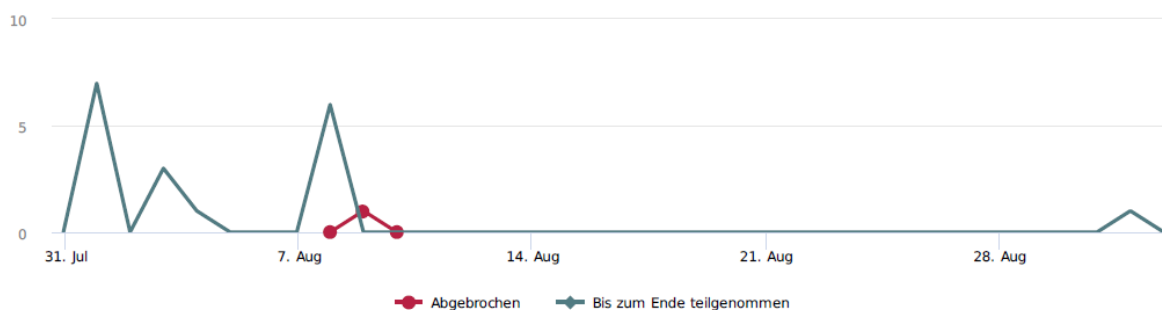 10
5
0
31. Jul 7. Aug 14. Aug 21. Aug 28. Aug
Abgebrochen Bis zum Ende teilgenommen